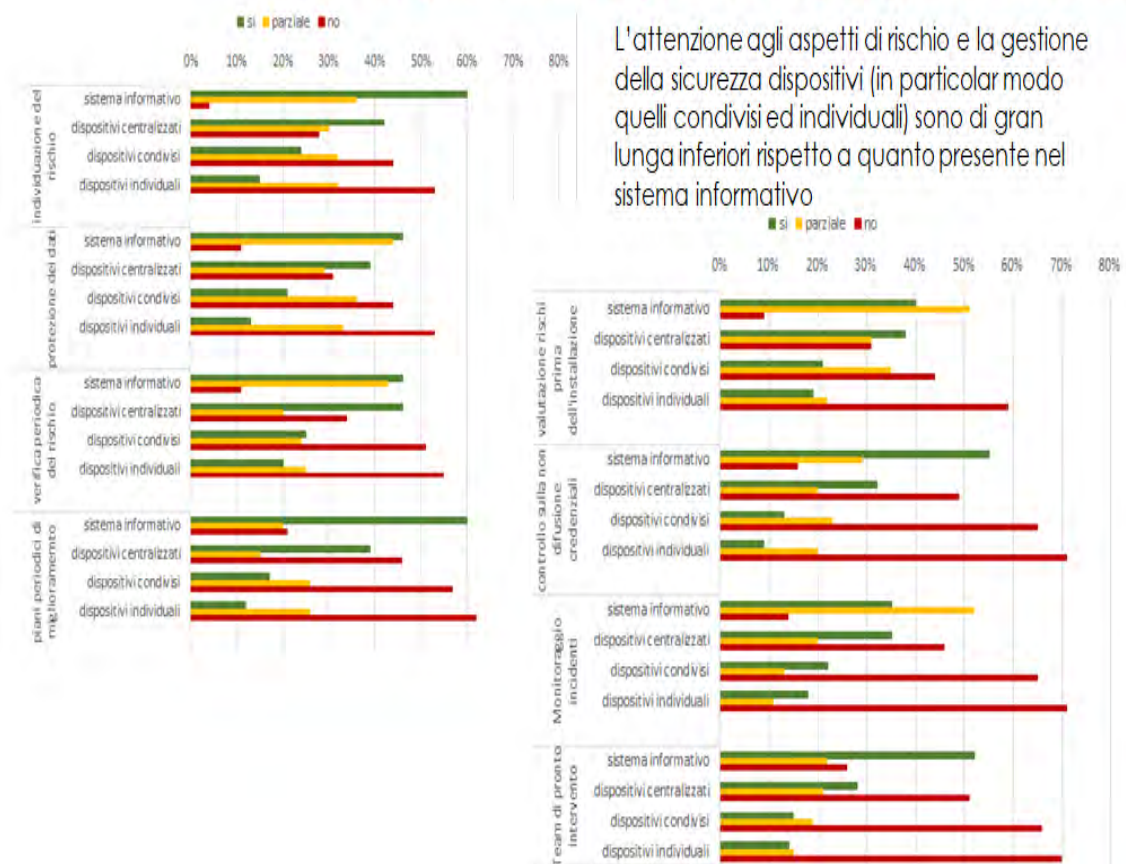 si parziale no
0% 10% 20% 30% 40% 50% 60% 70% 80%
individuazione del
rischio
sistema informativo
dispositivi centralizzati
dispositivi condivisi
dispositivi individuali
protezione dei dati
sistema informativo
dispositivi centralizzati
dispositivi condivisi
dispositivi individuali
verifica periodica
del rischio
sistema informativo
dispositivi centralizzati
dispositivi condivisi
dispositivi individuali
piani periodici di
miglioramemto
sistema informativo
dispositivi centralizzati
dispositivi condivisi
dispositivi individuali
L'attenzione agli aspetti di rischio e la gestione
della sicurezza dispositivi (in particolar modo
quelli condivisi ed individuali) sono di gran
lunga inferiori rispetto a quanto presente nel
sistema informativo
si parziale no
0% 10% 20% 30% 40% 50% 60% 70% 80%
valutazione rischi
prima
dell'installazione
sistema informativo
dispositivi centralizzati
dispositivi condivisi
dispositivi individuali
controllo sulla non
difusione
credenziali
sistema informativo
dispositivi centralizzati
dispositivi condivisi
dispositivi individuali
Monitoraggio
incidenti
sistema informativo
dispositivi centralizzati
dispositivi condivisi
dispositivi individuali
Team di pronto
intervento
sistema informativo
dispositivi centralizzati
dispositivi condivisi
dispositivi individuali